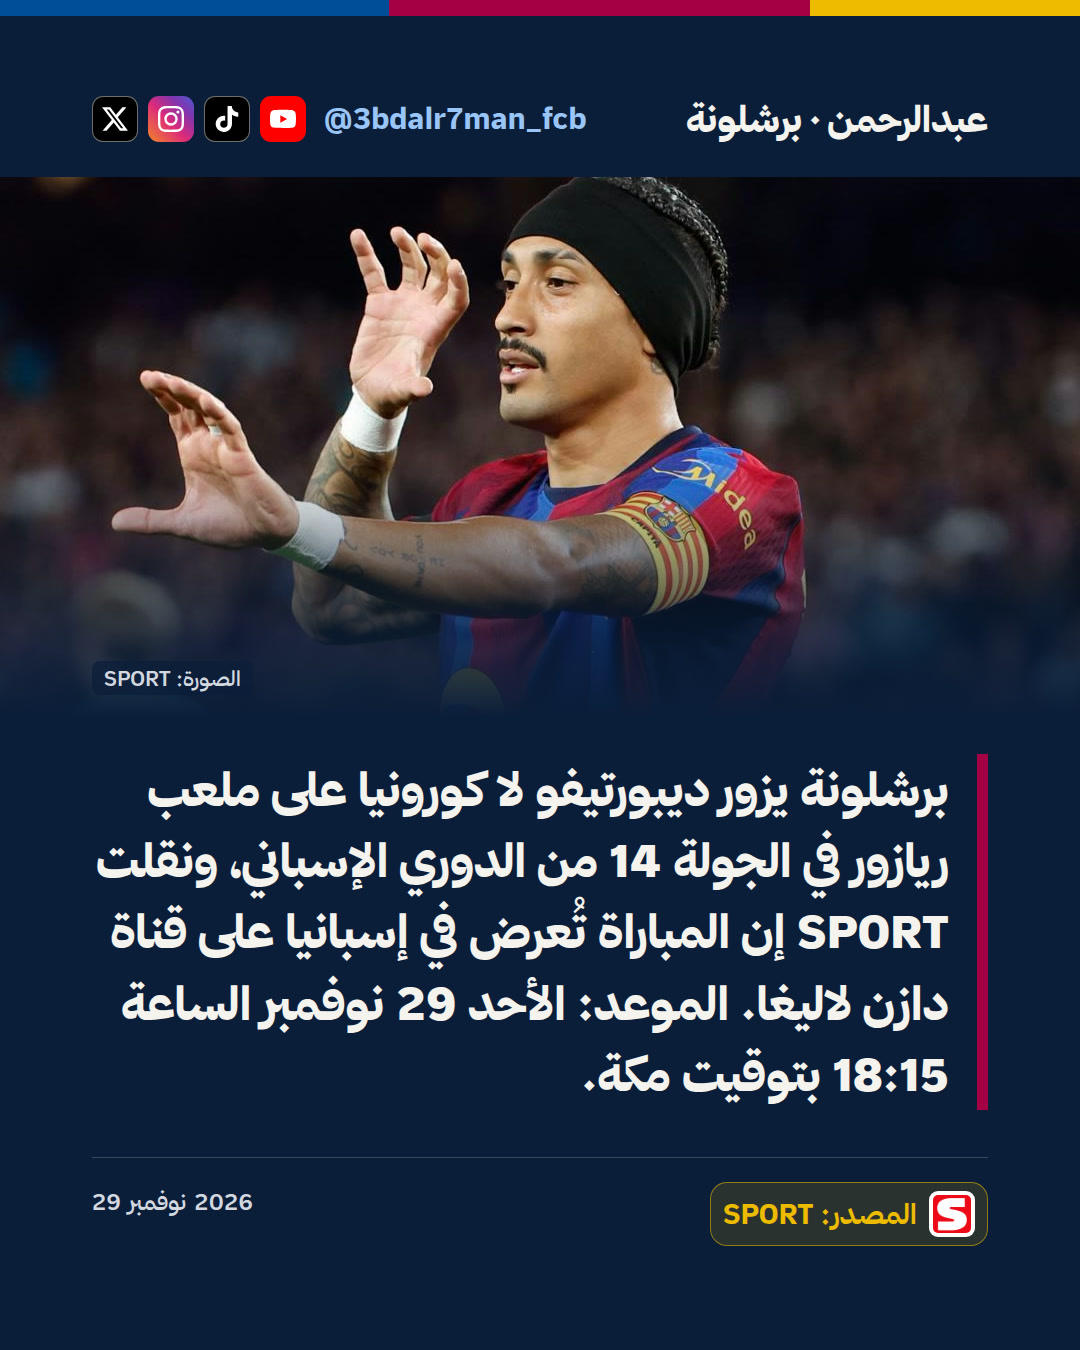 عبدالرحمن · برشلونة
@3bdalr7man_fcb
Midea
الصورة: SPORT
برشلونة يزور ديبورتيفو لا كورونيا على ملعب
ريازور في الجولة 14 من الدوري الإسباني، ونقلت
SPORT إن المباراة تُعرض في إسبانيا على قناة
دازن لاليغا. الموعد: الأحد 29 نوفمبر الساعة
18:15 بتوقيت مكة.
المصدر: SPORT
29 نوفمبر 2026